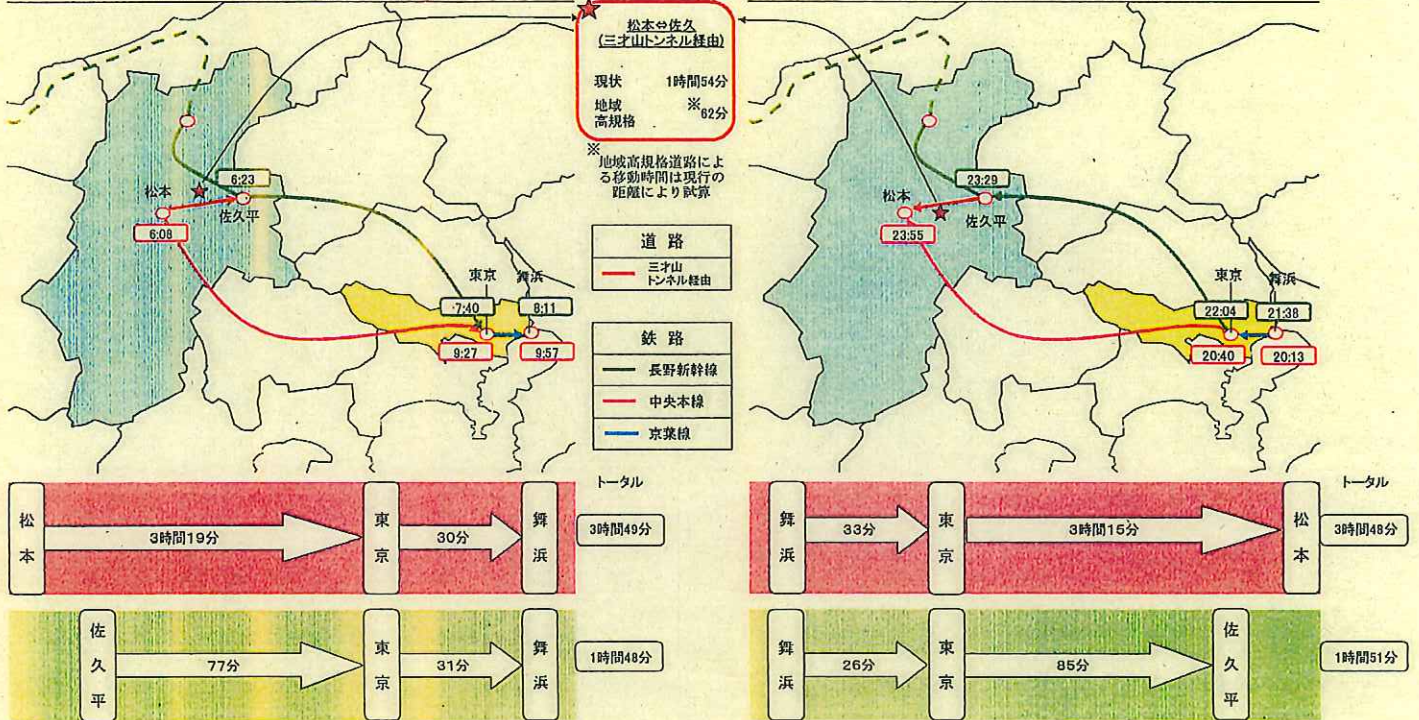 松本⇔佐久
(三才山トンネル経由)
現状 1時間54分
地域
高規格
※62分
※
地域高規格道路によ
る移動時間は現行の
距離により試算
道路
三才山
トンネル経由
鉄路
長野新幹線
中央本線
京葉線
6:23
松本
佐久平
6:08
東京
舞浜
7:40
8:11
9:27
9:57
23:29
松本
佐久平
23:55
東京
舞浜
22:04
21:38
20:40
20:13
トータル
松本
3時間19分
東京
30分
舞浜
3時間49分
佐久平
77分
東京
31分
舞浜
1時間48分
トータル
舞浜
33分
東京
3時間15分
松本
3時間48分
舞浜
26分
東京
85分
佐久平
1時間51分